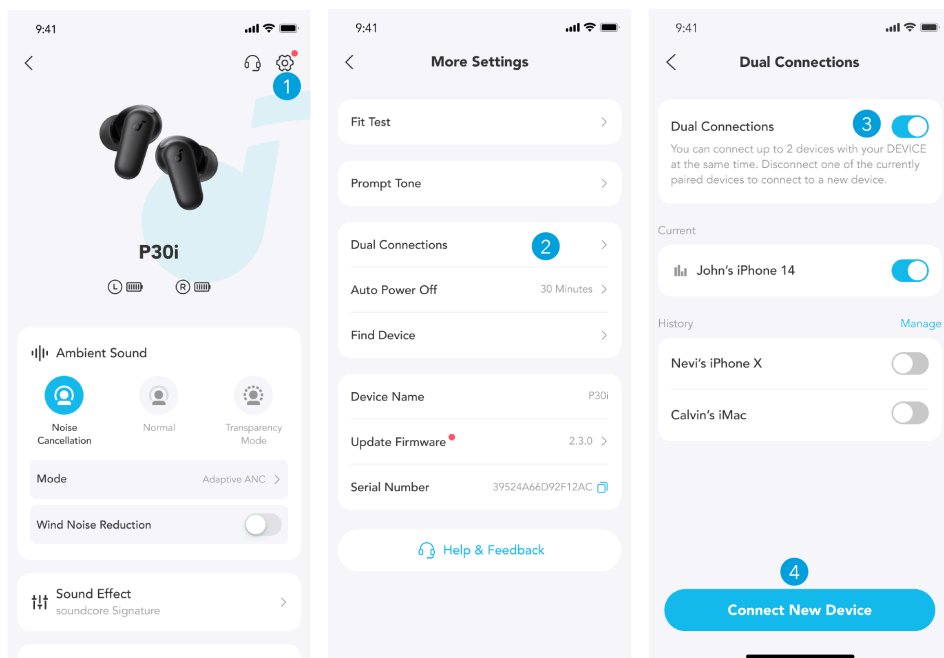 9:41
1
P30i
L
R
Ambient Sound
Noise
Cancellation
Normal
Transparency
Mode
Mode
Adaptive ANC
Wind Noise Reduction
Sound Effect
soundcore Signature
9:41
More Settings
Fit Test
Prompt Tone
Dual Connections
2
Auto Power Off
30 Minutes
Find Device
Device Name
P30i
Update Firmware
2.3.0
Serial Number
39524A66D92F12AC
Help & Feedback
9:41
Dual Connections
Dual Connections
3
You can connect up to 2 devices with your DEVICE
at the same time. Disconnect one of the currently
paired devices to connect to a new device.
Current
John's iPhone 14
History
Manage
Nevi's iPhone X
Calvin's iMac
4
Connect New Device